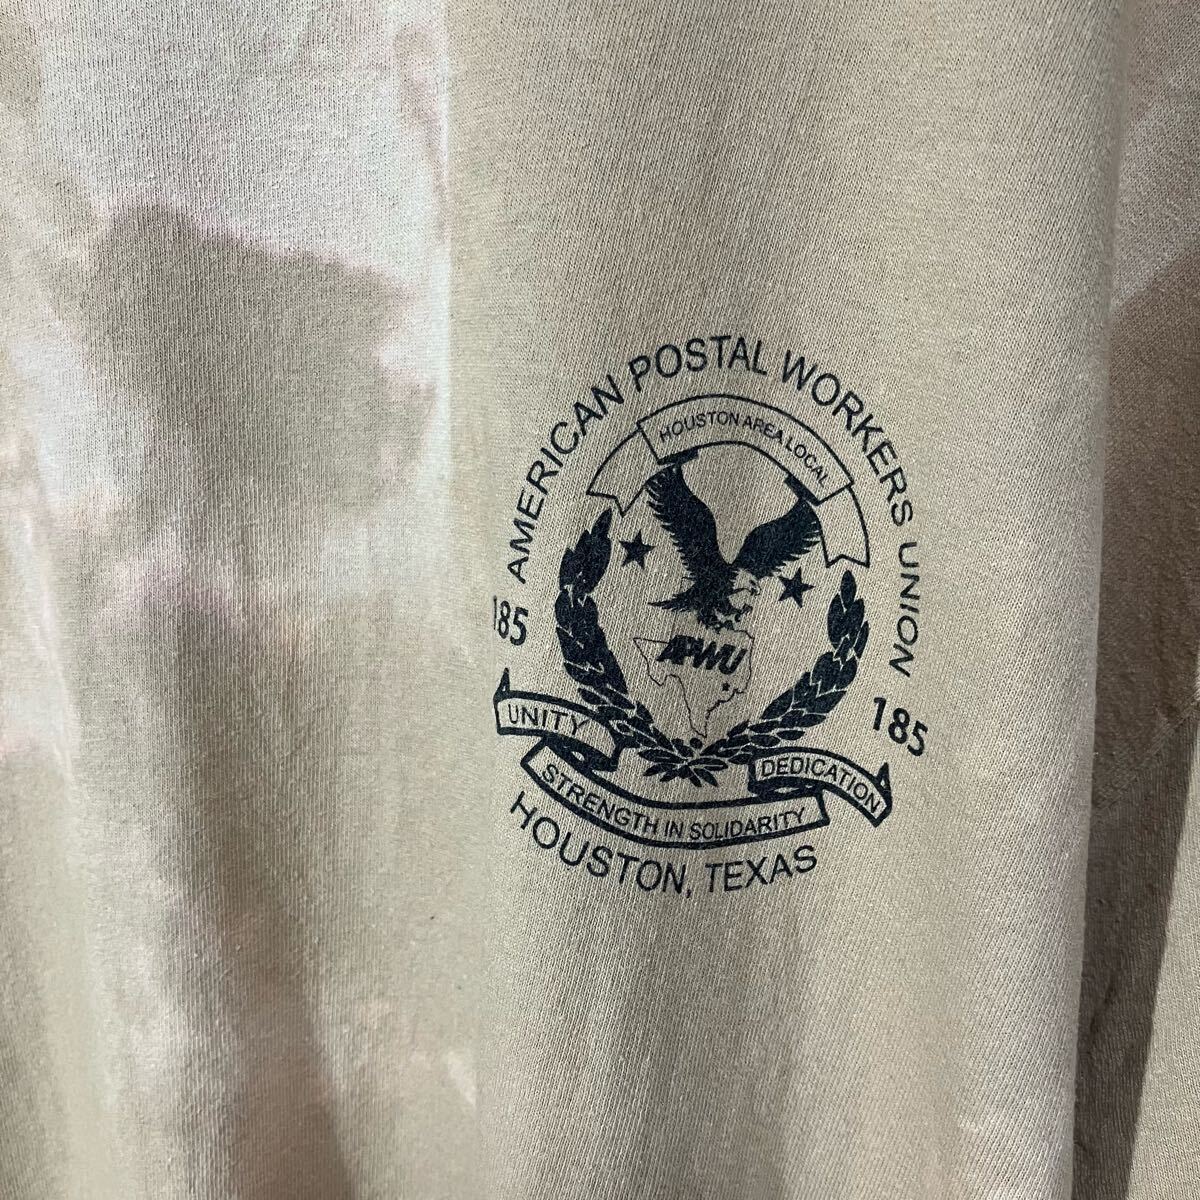 AMERICAN POSTAL WORKERS UNION
HOUSTON AREA LOCAL
185
APWU
185
UNITY
DEDICATION
STRENGTH IN SOLIDARITY
HOUSTON, TEXAS